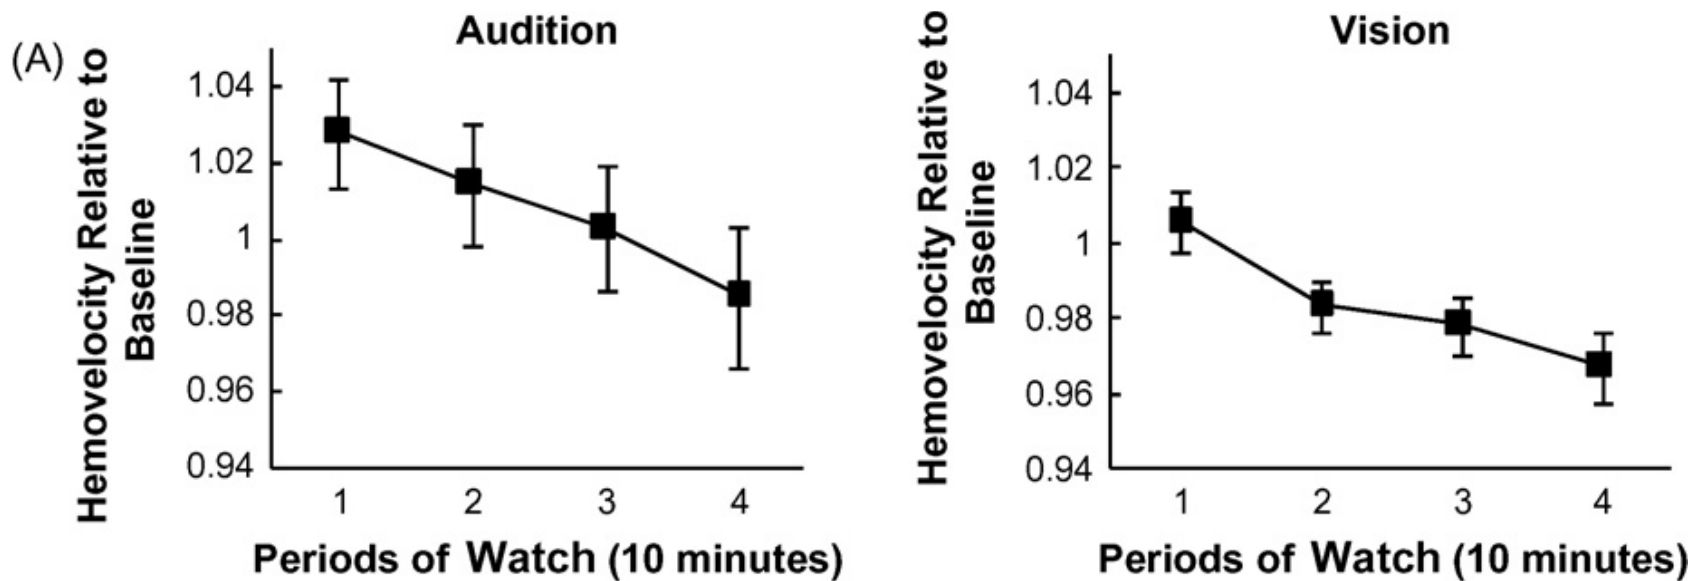 (A)
Audition
Hemovelocity Relative to
Baseline
1.04
1.02
1
0.98
0.96
0.94
1 2 3 4
Periods of Watch (10 minutes)
Vision
Hemovelocity Relative to
Baseline
1.04
1.02
1
0.98
0.96
0.94
1 2 3 4
Periods of Watch (10 minutes)